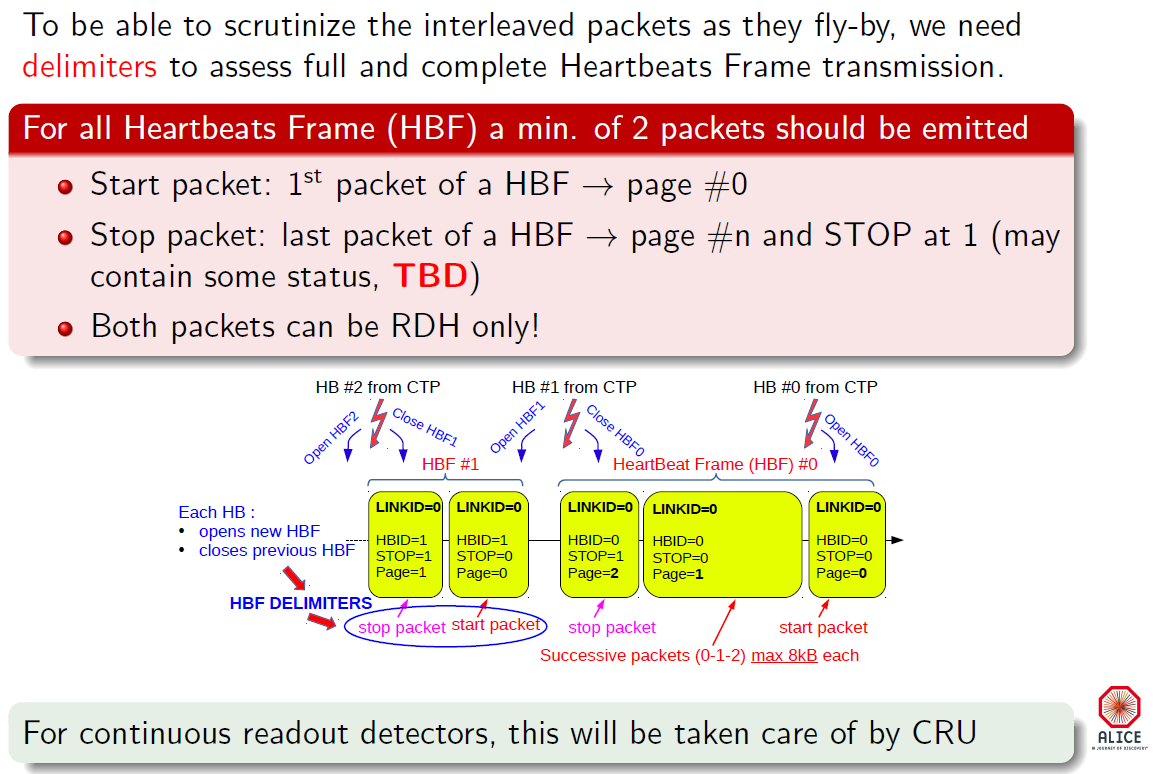 To be able to scrutinize the interleaved packets as they fly-by, we need
delimiters to assess full and complete Heartbeats Frame transmission.
For all Heartbeats Frame (HBF) a min. of 2 packets should be emitted
Start packet: 1st packet of a HBF → page #0
Stop packet: last packet of a HBF → page #n and STOP at 1 (may
contain some status, TBD)
Both packets can be RDH only!
HB #2 from CTP
HB #1 from CTP
HB #0 from CTP
Open HBF2
Close HBF1
Open HBF1
Close HBF0
Open HBF0
HBF #1
HeartBeat Frame (HBF) #0
Each HB :
• opens new HBF
• closes previous HBF
HBF DELIMITERS
LINKID=0
HBID=1
STOP=1
Page=1
LINKID=0
HBID=1
STOP=0
Page=0
LINKID=0
HBID=0
STOP=1
Page=2
LINKID=0
HBID=0
STOP=0
Page=1
LINKID=0
HBID=0
STOP=0
Page=0
stop packet
start packet
stop packet
start packet
Successive packets (0-1-2) max 8kB each
For continuous readout detectors, this will be taken care of by CRU
ALICE
A JOURNEY OF DISCOVERY